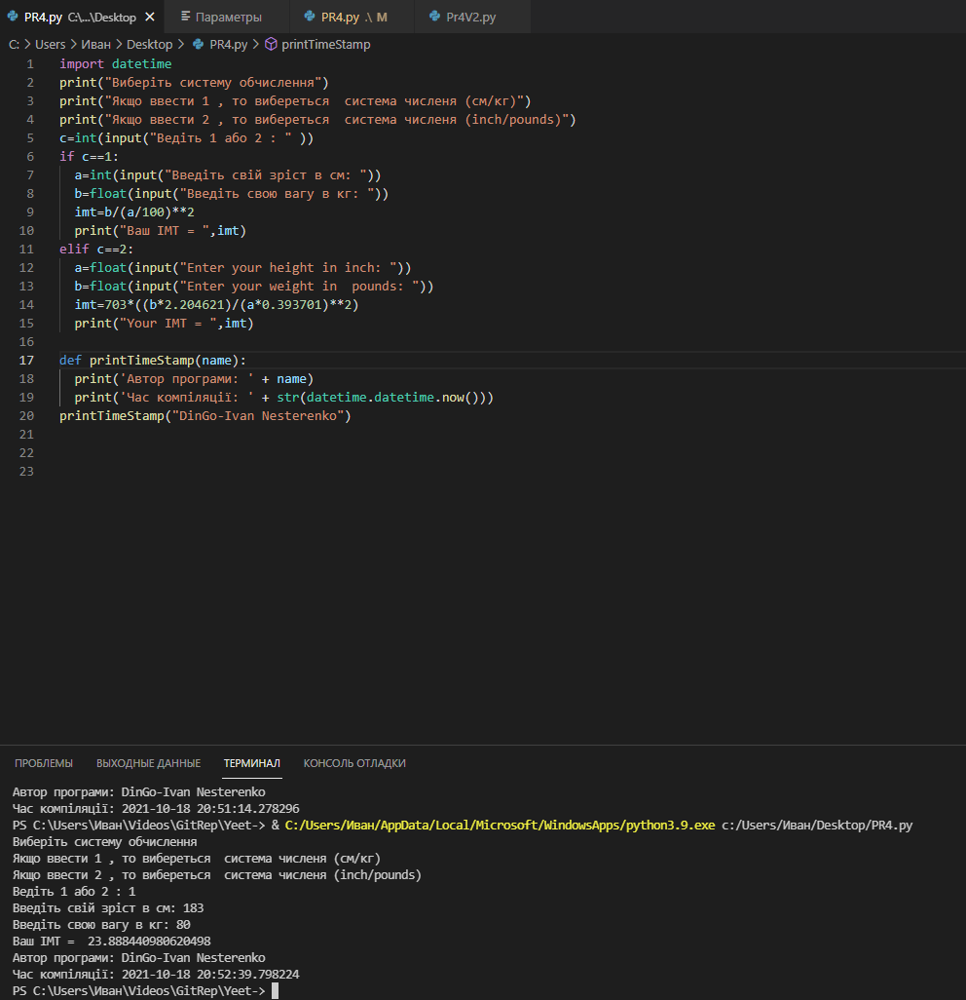 PR4.py C:\...\Desktop Параметры PR4.py .\ M Pr4V2.py
C: > Users > Иван > Desktop > PR4.py > printTimeStamp
1 import datetime
2 print("Виберіть систему обчислення")
3 print("Якщо ввести 1 , то вибереться  система численя (см/кг)")
4 print("Якщо ввести 2 , то вибереться  система численя (inch/pounds)")
5 c=int(input("Ведіть 1 або 2 : " ))
6 if c==1:
7   a=int(input("Введіть свій зріст в см: "))
8   b=float(input("Введіть свою вагу в кг: "))
9   imt=b/(a/100)**2
10   print("Ваш IMT = ",imt)
11 elif c==2:
12   a=float(input("Enter your height in inch: "))
13   b=float(input("Enter your weight in  pounds: "))
14   imt=703*((b*2.204621)/(a*0.393701)**2)
15   print("Your IMT = ",imt)
16
17 def printTimeStamp(name):
18   print('Автор програми: ' + name)
19   print('Час компіляції: ' + str(datetime.datetime.now()))
20 printTimeStamp("DinGo-Ivan Nesterenko")
21
22
23
ПРОБЛЕМЫ ВЫХОДНЫЕ ДАННЫЕ ТЕРМИНАЛ КОНСОЛЬ ОТЛАДКИ
Автор програми: DinGo-Ivan Nesterenko
Час компіляції: 2021-10-18 20:51:14.278296
PS C:\Users\Иван\Videos\GitRep\Yeet-> & C:/Users/Иван/AppData/Local/Microsoft/WindowsApps/python3.9.exe c:/Users/Иван/Desktop/PR4.py
Виберіть систему обчислення
Якщо ввести 1 , то вибереться  система численя (см/кг)
Якщо ввести 2 , то вибереться  система численя (inch/pounds)
Ведіть 1 або 2 : 1
Введіть свій зріст в см: 183
Введіть свою вагу в кг: 80
Ваш IMT =  23.888440980620498
Автор програми: DinGo-Ivan Nesterenko
Час компіляції: 2021-10-18 20:52:39.798224
PS C:\Users\Иван\Videos\GitRep\Yeet->